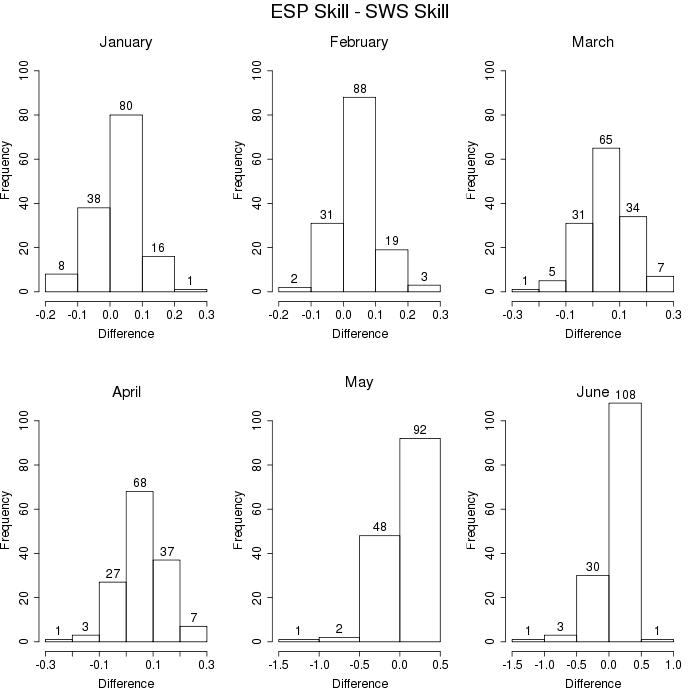 ESP Skill - SWS Skill
January
February
March
Frequency
0 20 40 60 80 100
8 38 80 16 1
-0.2 -0.1 0.0 0.1 0.2 0.3
Difference
Frequency
0 20 40 60 80 100
2 31 88 19 3
-0.2 -0.1 0.0 0.1 0.2 0.3
Difference
Frequency
0 20 40 60 80 100
1 5 31 65 34 7
-0.3 -0.1 0.1 0.3
Difference
April
May
June
Frequency
0 20 40 60 80 100
1 3 27 68 37 7
-0.3 -0.1 0.1 0.3
Difference
Frequency
0 20 40 60 80 100
1 2 48 92
-1.5 -1.0 -0.5 0.0 0.5
Difference
Frequency
0 20 40 60 80 100
1 3 30 108 1
-1.5 -1.0 -0.5 0.0 0.5 1.0
Difference